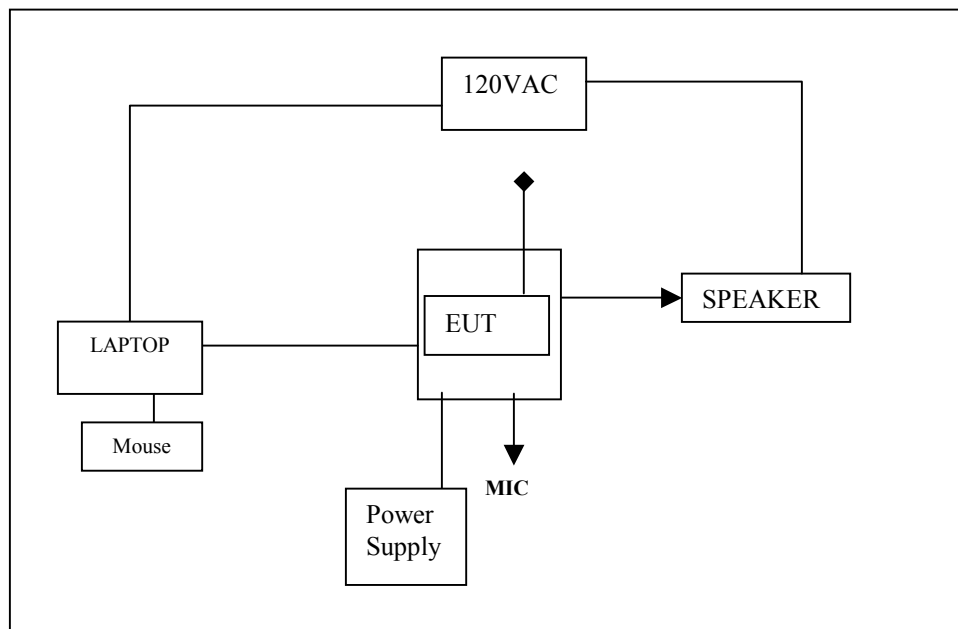 120VAC
SPEAKER
EUT
LAPTOP
Mouse
MIC
Power
Supply